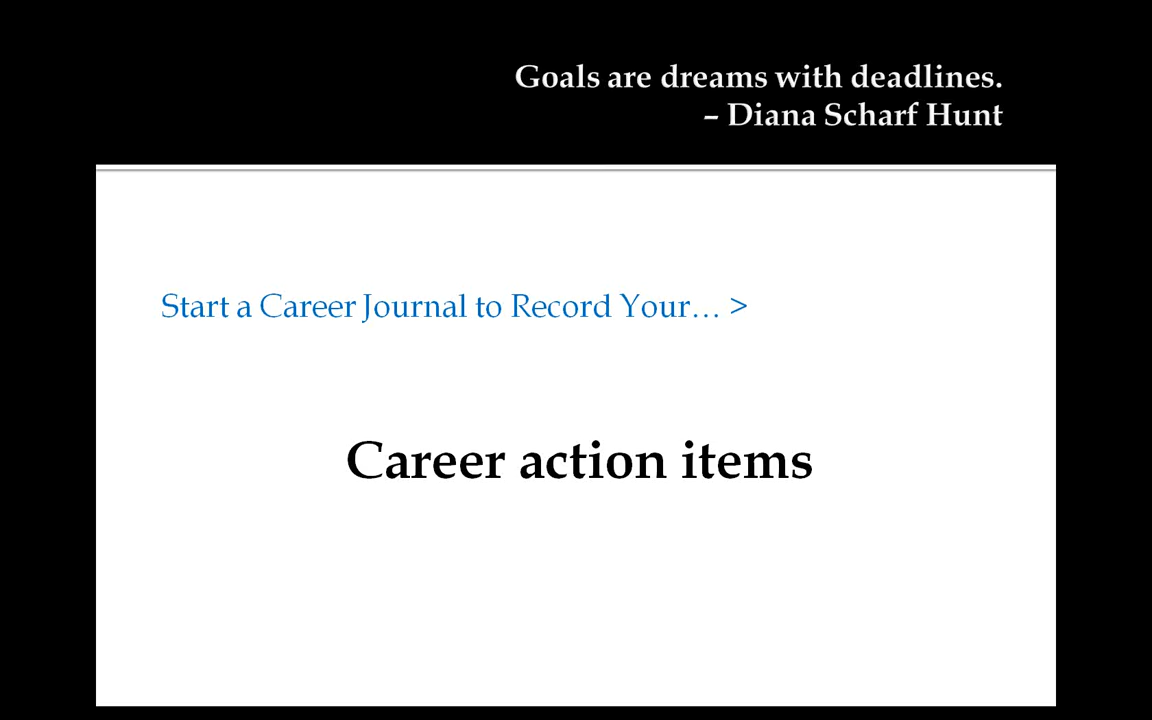 Goals are dreams with deadlines.
– Diana Scharf Hunt
Start a Career Journal to Record Your… >
Career action items